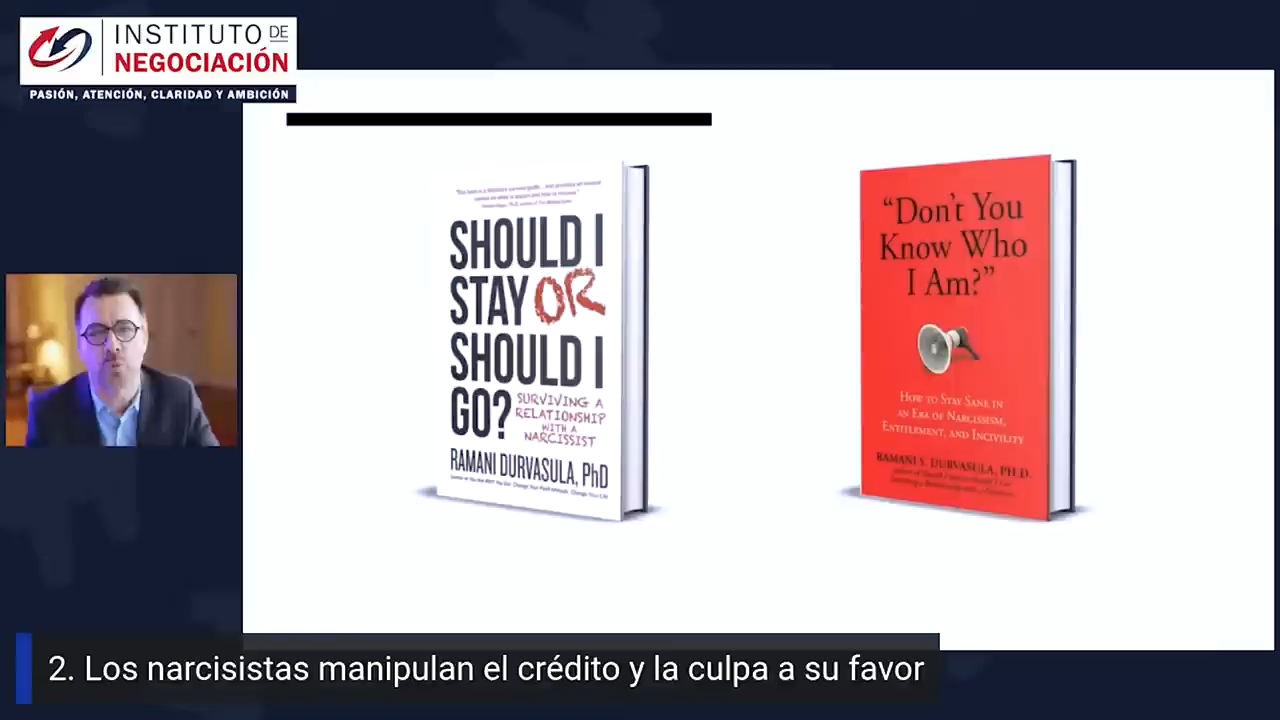 INSTITUTO DE
NEGOCIACIÓN
PASIÓN, ATENCIÓN, CLARIDAD Y AMBICIÓN
SHOULD I
STAY OR
SHOULD I
GO?
SURVIVING A
RELATIONSHIP
WITH A
NARCISSIST
RAMANI DURVASULA, PhD
“Don’t You
Know Who
I Am?”
How to Stay Sane in
an Era of Narcissism,
Entitlement, and Incivility
RAMANI S. DURVASULA, PH.D.
2. Los narcisistas manipulan el crédito y la culpa a su favor